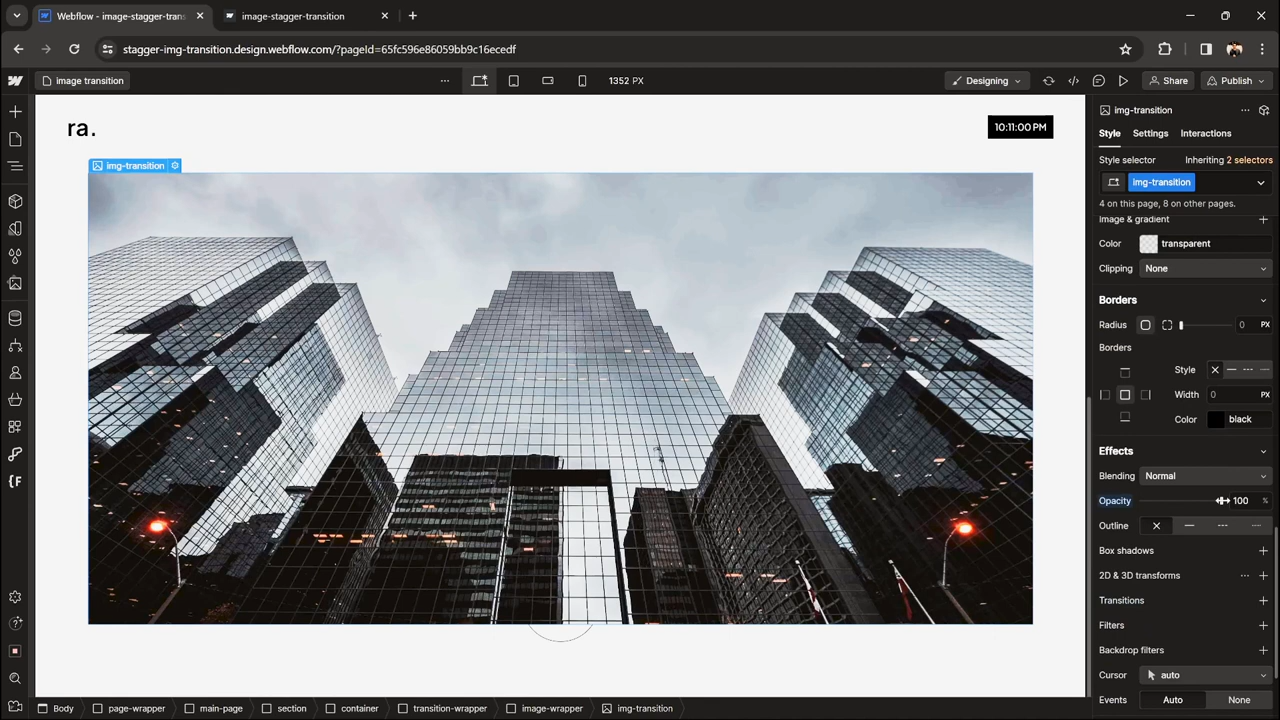 Webflow - image-stagger-trans
image-stagger-transition
stagger-img-transition.design.webflow.com/?pageId=65fc596e86059bb9c16ecedf
image transition
1352 PX
Designing
Share
Publish
ra.
10:11:00 PM
img-transition
img-transition
Style
Settings
Interactions
Style selector
Inheriting 2 selectors
img-transition
4 on this page, 8 on other pages.
Image & gradient
Color
transparent
Clipping
None
Borders
Radius
0
PX
Borders
Style
Width
0
PX
Color
black
Effects
Blending
Normal
Opacity
100
%
Outline
Box shadows
2D & 3D transforms
Transitions
Filters
Backdrop filters
Cursor
auto
Events
Auto
None
Body
page-wrapper
main-page
section
container
transition-wrapper
image-wrapper
img-transition